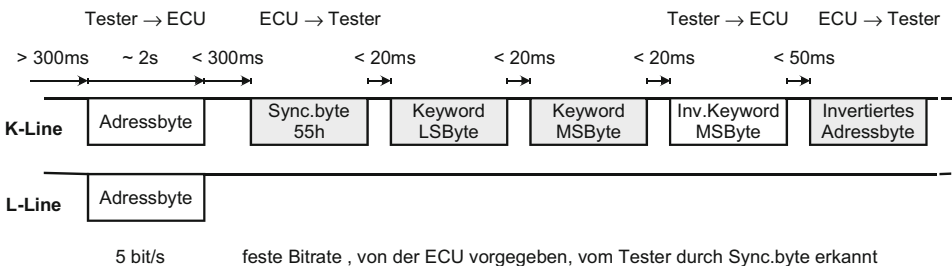 Tester → ECU ECU → Tester Tester → ECU ECU → Tester
> 300ms ~ 2s < 300ms < 20ms < 20ms < 20ms < 50ms
K-Line
Adressbyte
Sync.byte
55h
Keyword
LSByte
Keyword
MSByte
Inv.Keyword
MSByte
Invertiertes
Adressbyte
L-Line
Adressbyte
5 bit/s feste Bitrate , von der ECU vorgegeben, vom Tester durch Sync.byte erkannt